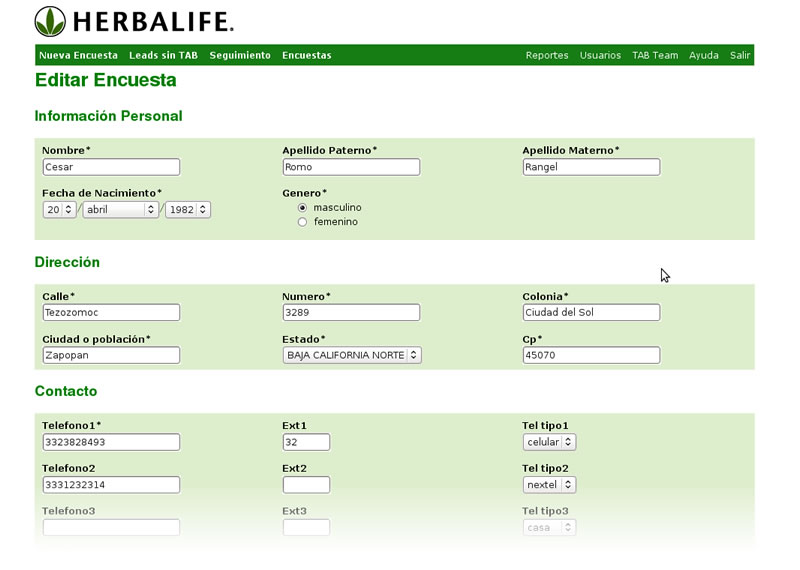 HERBALIFE.
Nueva Encuesta Leads sin TAB Seguimiento Encuestas Reportes Usuarios TAB Team Ayuda Salir
Editar Encuesta
Información Personal
Nombre* Apellido Paterno* Apellido Materno*
Cesar Romo Rangel
Fecha de Nacimiento* Genero*
20 / abril / 1982 masculino
femenino
Dirección
Calle* Numero* Colonia*
Tezozomoc 3289 Ciudad del Sol
Ciudad o población* Estado* Cp*
Zapopan BAJA CALIFORNIA NORTE 45070
Contacto
Telefono1* Ext1 Tel tipo1
3323828493 32 celular
Telefono2 Ext2 Tel tipo2
3331232314 nextel
Telefono3 Ext3 Tel tipo3
casa